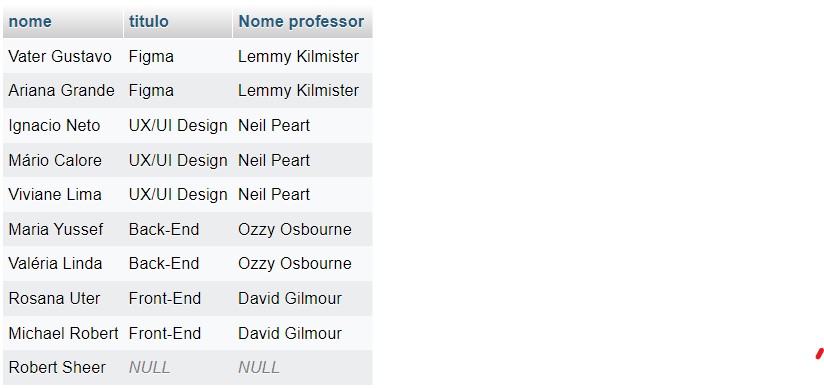 nome titulo Nome professor
Vater Gustavo Figma Lemmy Kilmister
Ariana Grande Figma Lemmy Kilmister
Ignacio Neto UX/UI Design Neil Peart
Mário Calore UX/UI Design Neil Peart
Viviane Lima UX/UI Design Neil Peart
Maria Yussef Back-End Ozzy Osbourne
Valéria Linda Back-End Ozzy Osbourne
Rosana Uter Front-End David Gilmour
Michael Robert Front-End David Gilmour
Robert Sheer NULL NULL